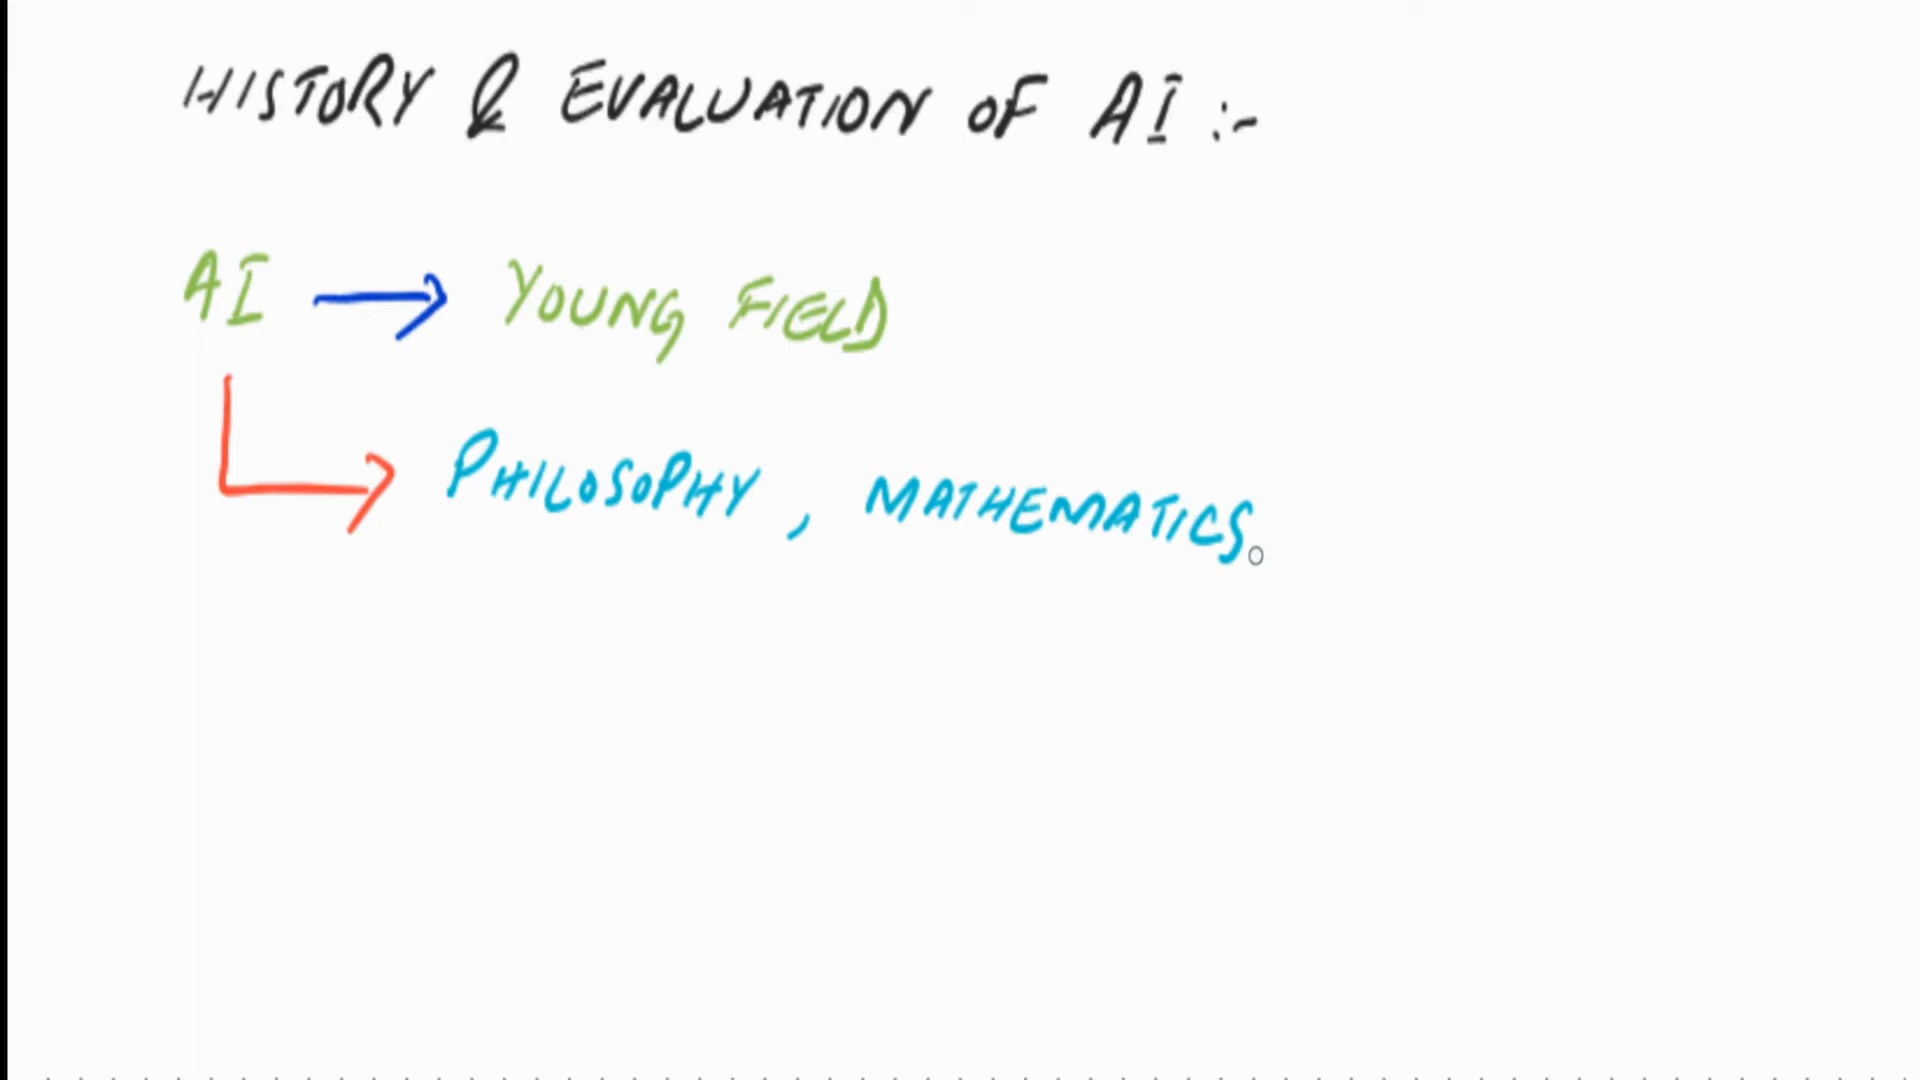 HISTORY & EVALUATION OF AI :-
AI → YOUNG FIELD
PHILOSOPHY , MATHEMATICS